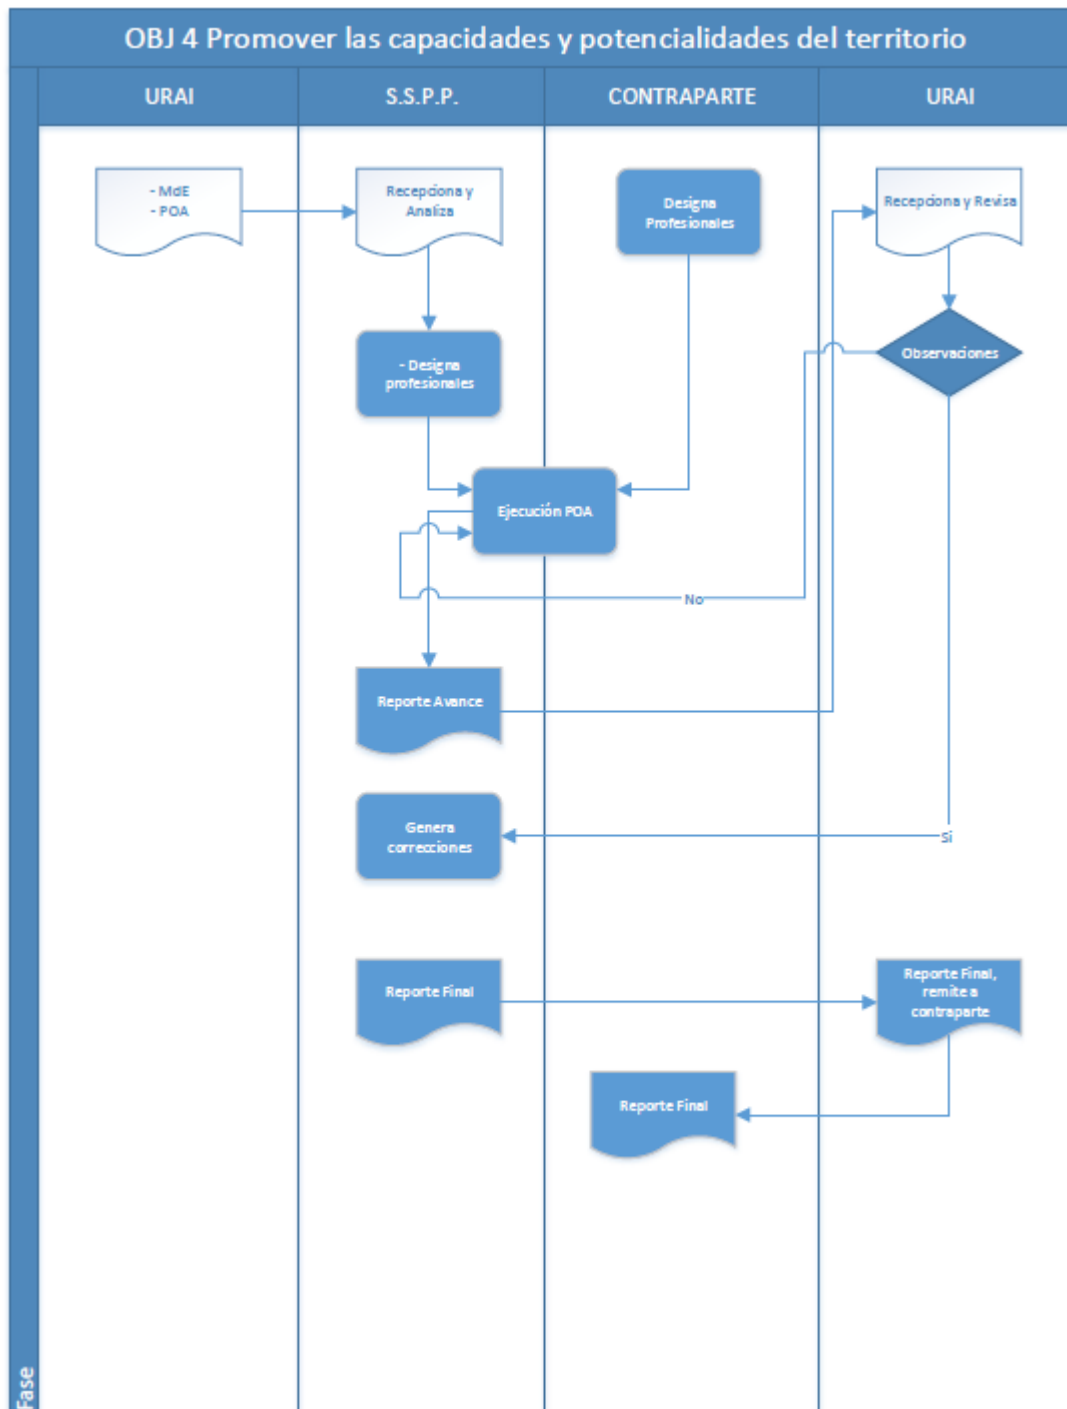 OBJ 4 Promover las capacidades y potencialidades del territorio
URAI
S.S.P.P.
CONTRAPARTE
URAI
- MdE
- POA
Recepciona y
Analiza
Designa
Profesionales
Recepciona y Revisa
- Designa
profesionales
Observaciones
Ejecución POA
No
Reporte Avance
Genera
correcciones
Si
Reporte Final
Reporte Final,
remite a
contraparte
Reporte Final
Fase